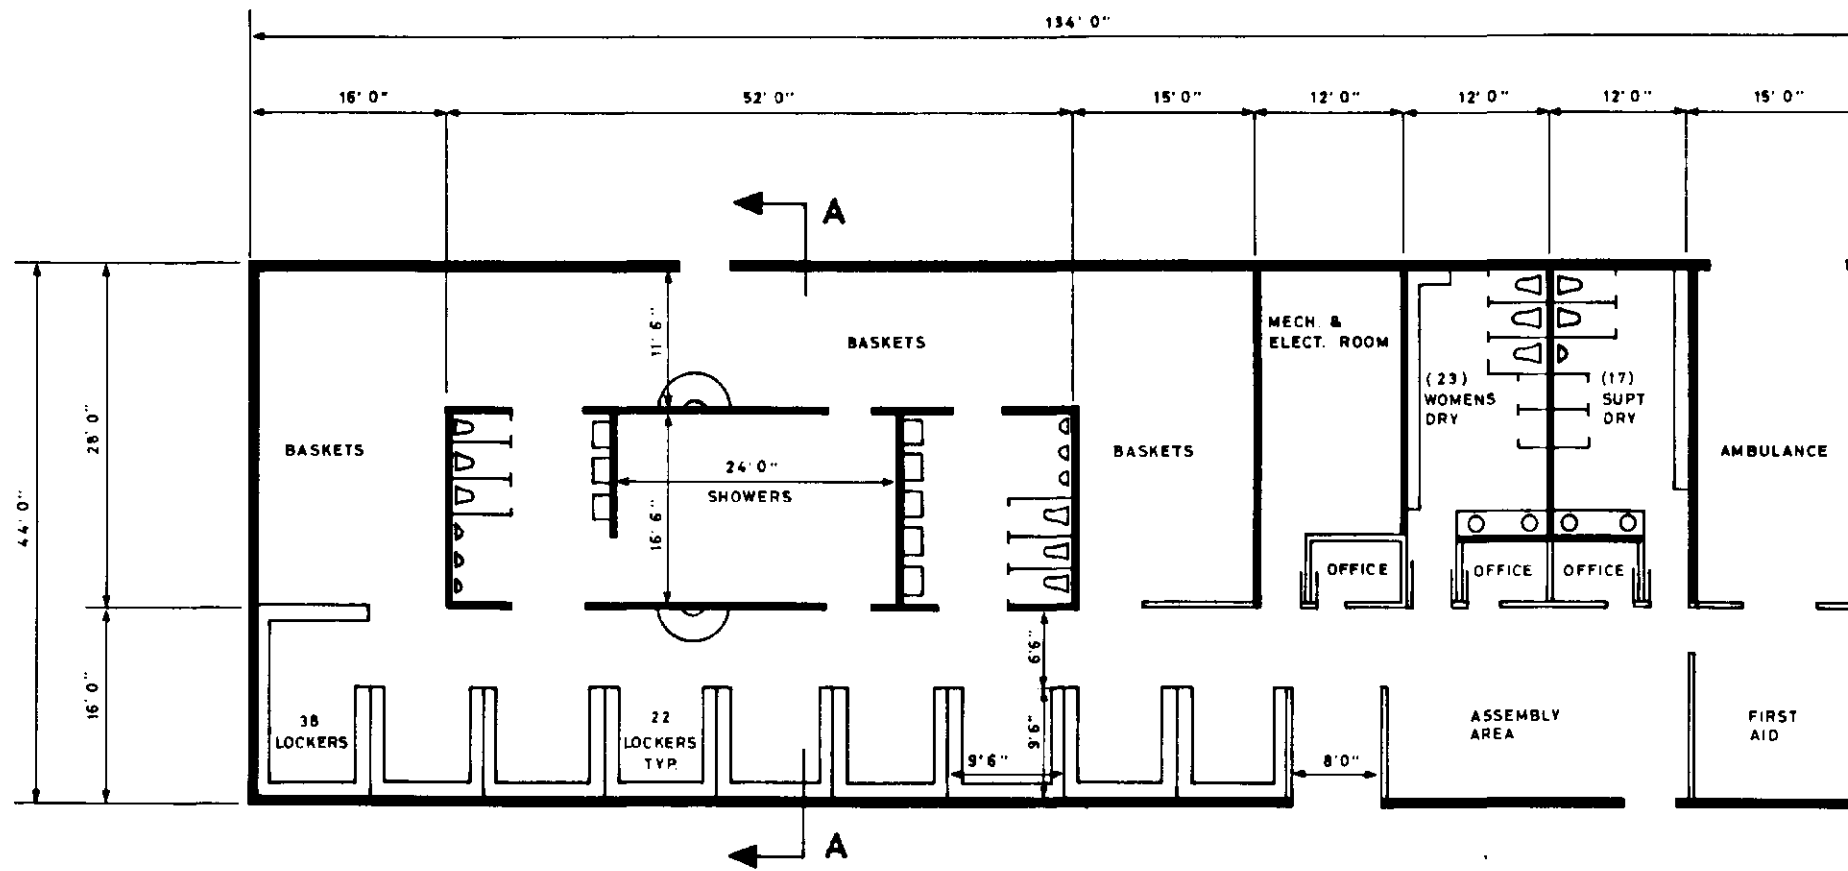 134' 0"
16' 0"
52' 0"
15' 0"
12' 0"
12' 0"
12' 0"
15' 0"
A
11' 6"
BASKETS
MECH. &
ELECT. ROOM
(23)
WOMENS
DRY
(17)
SUPT
DRY
28' 0"
44' 0"
BASKETS
24' 0"
SHOWERS
16' 6"
BASKETS
AMBULANCE
OFFICE
OFFICE
OFFICE
16' 0"
6'6"
38
LOCKERS
22
LOCKERS
TYP.
9'6"
9'6"
8'0"
ASSEMBLY
AREA
FIRST
AID
A